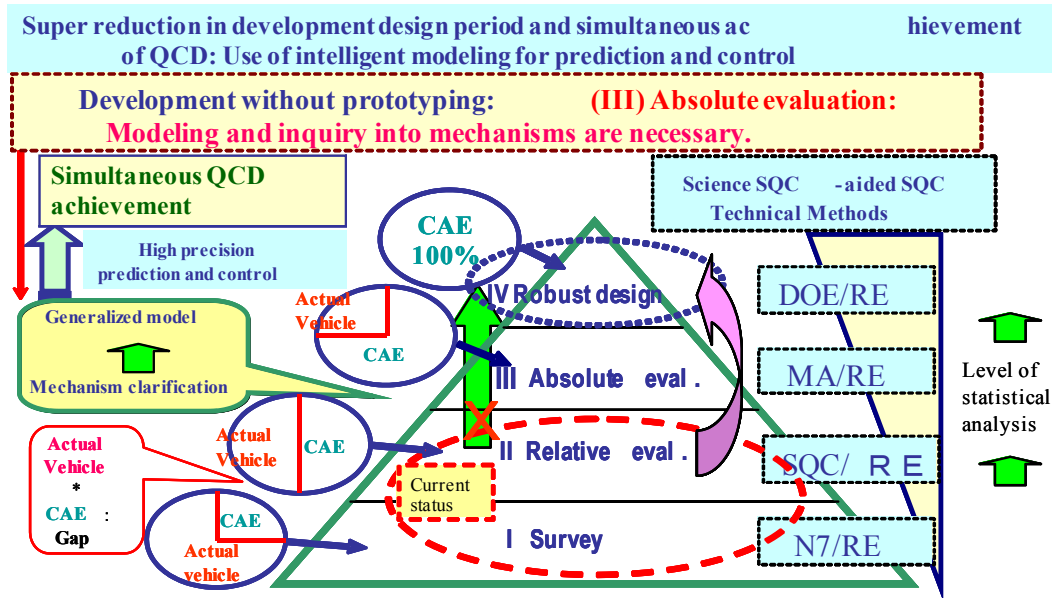 Super reduction in development design period and simultaneous ac hievement
of QCD: Use of intelligent modeling for prediction and control
Development without prototyping: (III) Absolute evaluation:
Modeling and inquiry into mechanisms are necessary.
Simultaneous QCD
achievement
High precision
prediction and control
Generalized model
Mechanism clarification
Actual
Vehicle
*
CAE :
Gap
CAE
100%
Actual
Vehicle
CAE
Actual
Vehicle
CAE
CAE
Actual
vehicle
IV Robust design
III Absolute eval .
X
II Relative eval .
Current
status
I Survey
Science SQC -aided SQC
Technical Methods
DOE/RE
MA/RE
SQC/ R E
N7/RE
Level of
statistical
analysis